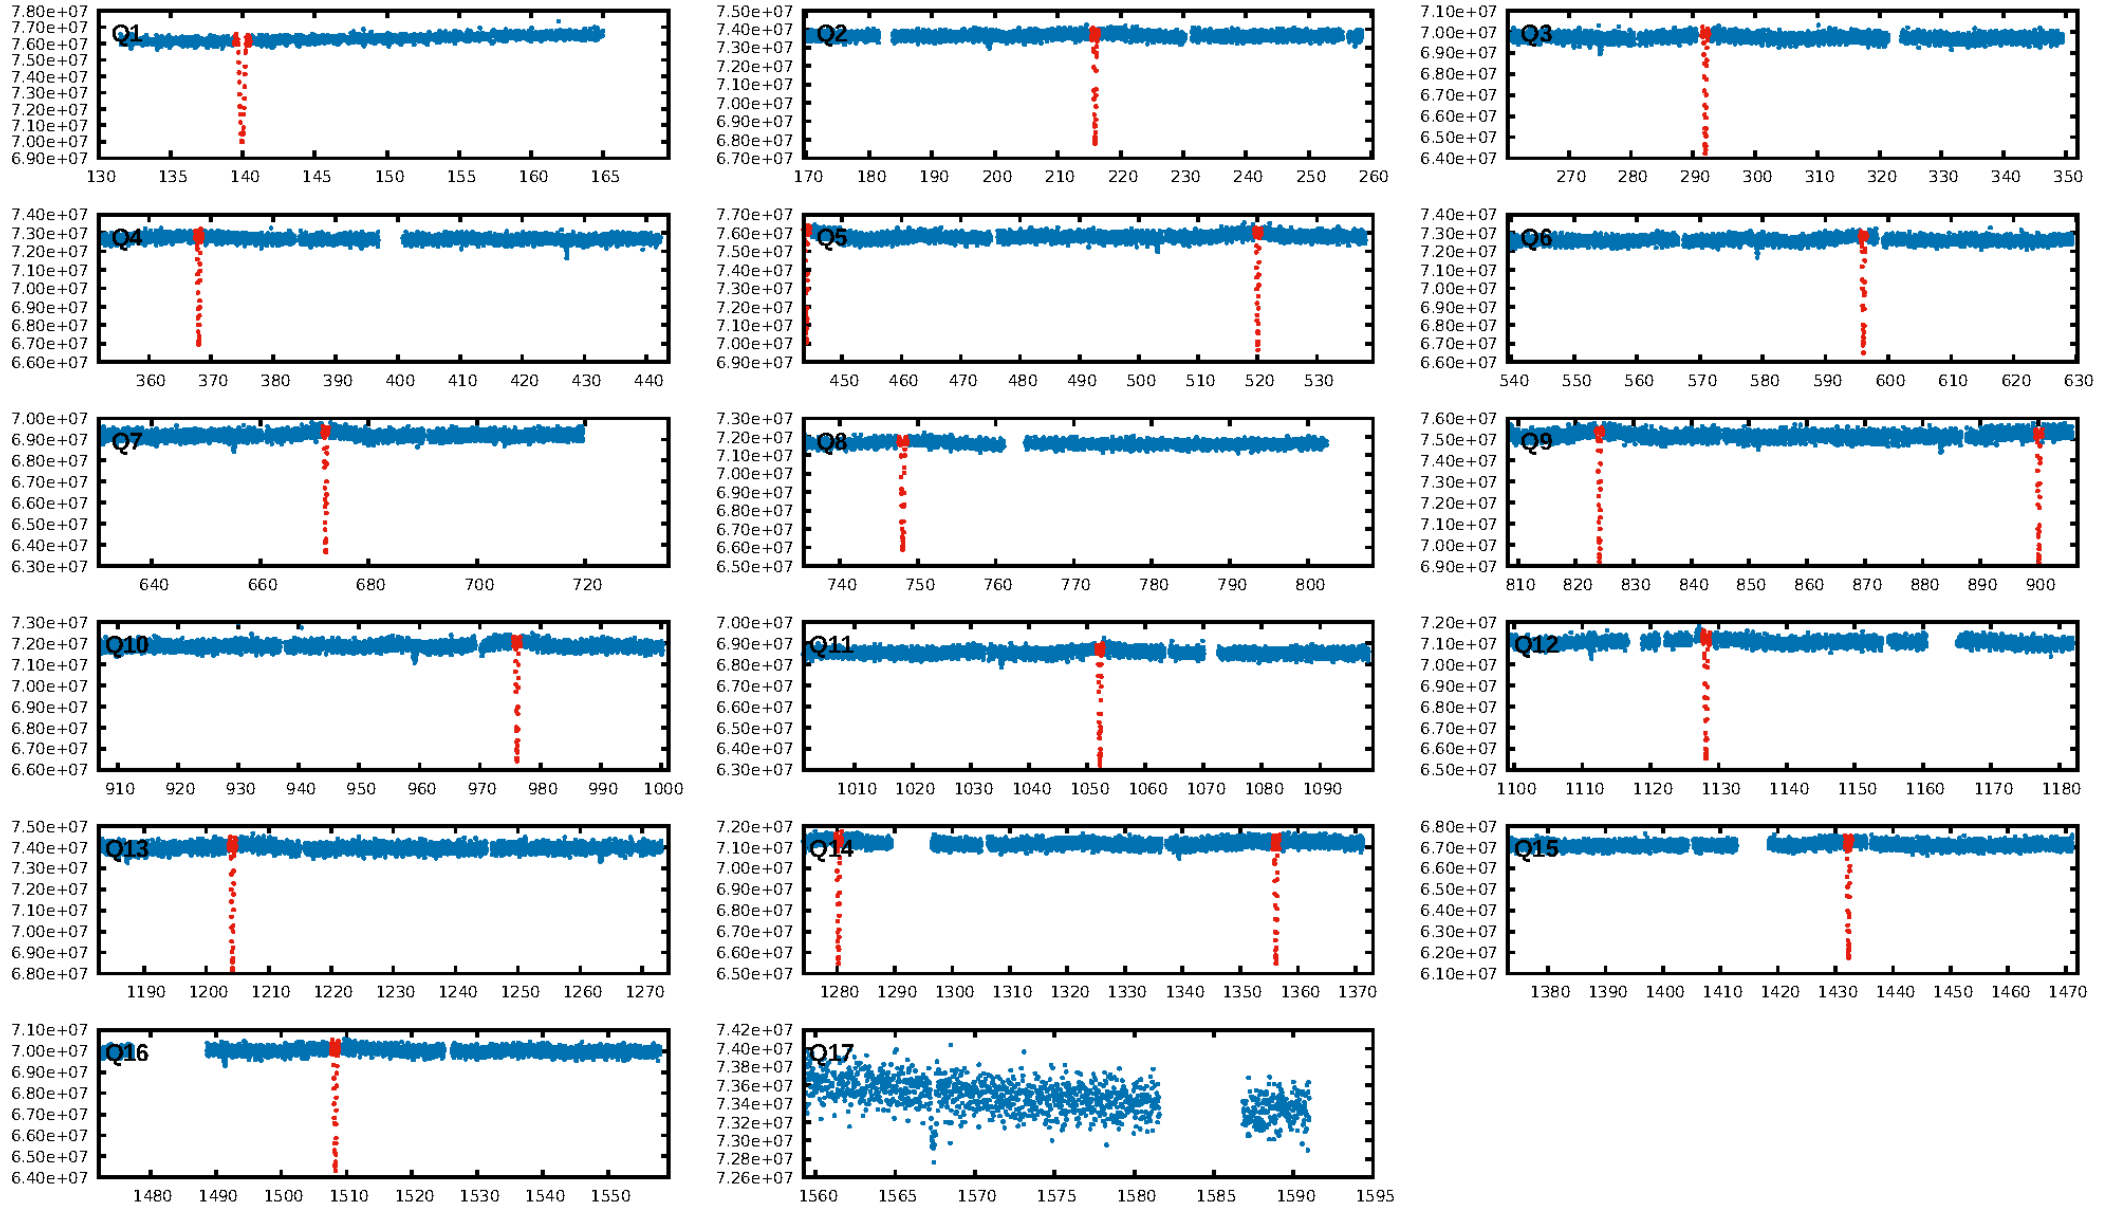 Q1
7.80e+07
7.70e+07
7.60e+07
7.50e+07
7.40e+07
7.30e+07
7.20e+07
7.10e+07
7.00e+07
6.90e+07
130 135 140 145 150 155 160 165
Q2
7.50e+07
7.40e+07
7.30e+07
7.20e+07
7.10e+07
7.00e+07
6.90e+07
6.80e+07
6.70e+07
170 180 190 200 210 220 230 240 250 260
Q3
7.10e+07
7.00e+07
6.90e+07
6.80e+07
6.70e+07
6.60e+07
6.50e+07
6.40e+07
270 280 290 300 310 320 330 340 350
Q4
7.40e+07
7.30e+07
7.20e+07
7.10e+07
7.00e+07
6.90e+07
6.80e+07
6.70e+07
6.60e+07
360 370 380 390 400 410 420 430 440
Q5
7.70e+07
7.60e+07
7.50e+07
7.40e+07
7.30e+07
7.20e+07
7.10e+07
7.00e+07
6.90e+07
450 460 470 480 490 500 510 520 530
Q6
7.40e+07
7.30e+07
7.20e+07
7.10e+07
7.00e+07
6.90e+07
6.80e+07
6.70e+07
6.60e+07
540 550 560 570 580 590 600 610 620 630
Q7
7.00e+07
6.90e+07
6.80e+07
6.70e+07
6.60e+07
6.50e+07
6.40e+07
6.30e+07
640 660 680 700 720
Q8
7.30e+07
7.20e+07
7.10e+07
7.00e+07
6.90e+07
6.80e+07
6.70e+07
6.60e+07
6.50e+07
740 750 760 770 780 790 800
Q9
7.60e+07
7.50e+07
7.40e+07
7.30e+07
7.20e+07
7.10e+07
7.00e+07
6.90e+07
810 820 830 840 850 860 870 880 890 900
Q10
7.30e+07
7.20e+07
7.10e+07
7.00e+07
6.90e+07
6.80e+07
6.70e+07
6.60e+07
910 920 930 940 950 960 970 980 990 1000
Q11
7.00e+07
6.90e+07
6.80e+07
6.70e+07
6.60e+07
6.50e+07
6.40e+07
6.30e+07
1010 1020 1030 1040 1050 1060 1070 1080 1090
Q12
7.20e+07
7.10e+07
7.00e+07
6.90e+07
6.80e+07
6.70e+07
6.60e+07
6.50e+07
1100 1110 1120 1130 1140 1150 1160 1170 1180
Q13
7.50e+07
7.40e+07
7.30e+07
7.20e+07
7.10e+07
7.00e+07
6.90e+07
6.80e+07
1190 1200 1210 1220 1230 1240 1250 1260 1270
Q14
7.20e+07
7.10e+07
7.00e+07
6.90e+07
6.80e+07
6.70e+07
6.60e+07
6.50e+07
1280 1290 1300 1310 1320 1330 1340 1350 1360 1370
Q15
6.80e+07
6.70e+07
6.60e+07
6.50e+07
6.40e+07
6.30e+07
6.20e+07
6.10e+07
1380 1390 1400 1410 1420 1430 1440 1450 1460 1470
Q16
7.10e+07
7.00e+07
6.90e+07
6.80e+07
6.70e+07
6.60e+07
6.50e+07
6.40e+07
1480 1490 1500 1510 1520 1530 1540 1550
Q17
7.42e+07
7.40e+07
7.38e+07
7.36e+07
7.34e+07
7.32e+07
7.30e+07
7.28e+07
7.26e+07
1560 1565 1570 1575 1580 1585 1590 1595